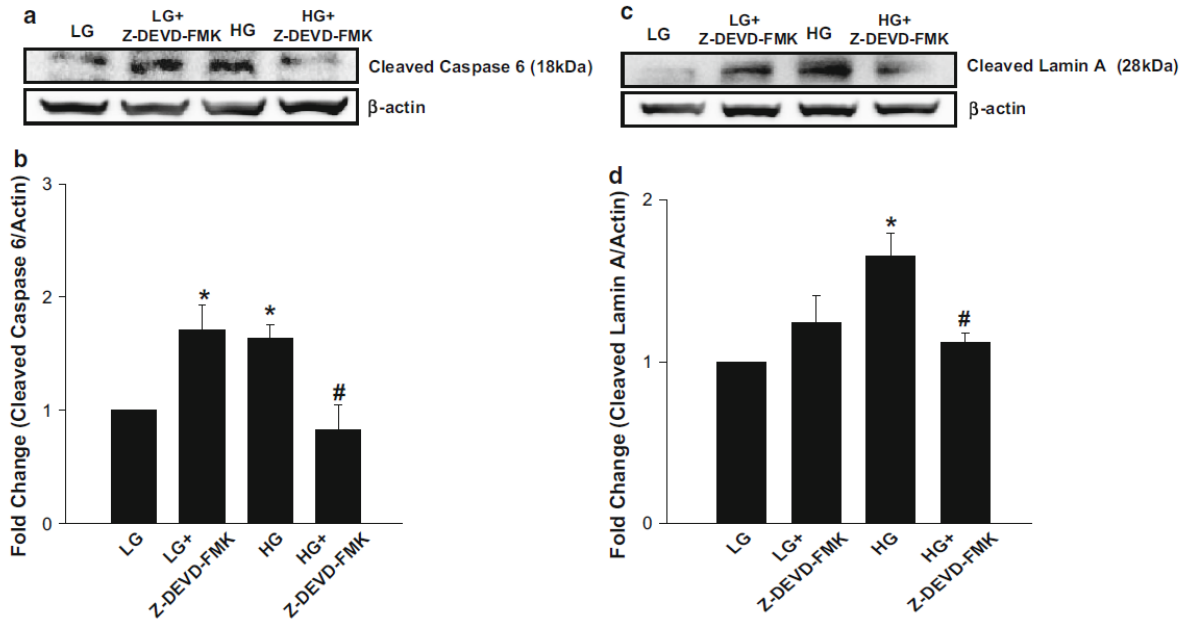 a
LG
LG+
Z-DEVD-FMK
HG
HG+
Z-DEVD-FMK
Cleaved Caspase 6 (18kDa)
β-actin
b
Fold Change (Cleaved Caspase 6/Actin)
3
2
1
0
*
*
#
LG
LG+
Z-DEVD-FMK
HG
HG+
Z-DEVD-FMK
c
LG
LG+
Z-DEVD-FMK
HG
HG+
Z-DEVD-FMK
Cleaved Lamin A (28kDa)
β-actin
d
Fold Change (Cleaved Lamin A/Actin)
2
1
0
*
#
LG
LG+
Z-DEVD-FMK
HG
HG+
Z-DEVD-FMK